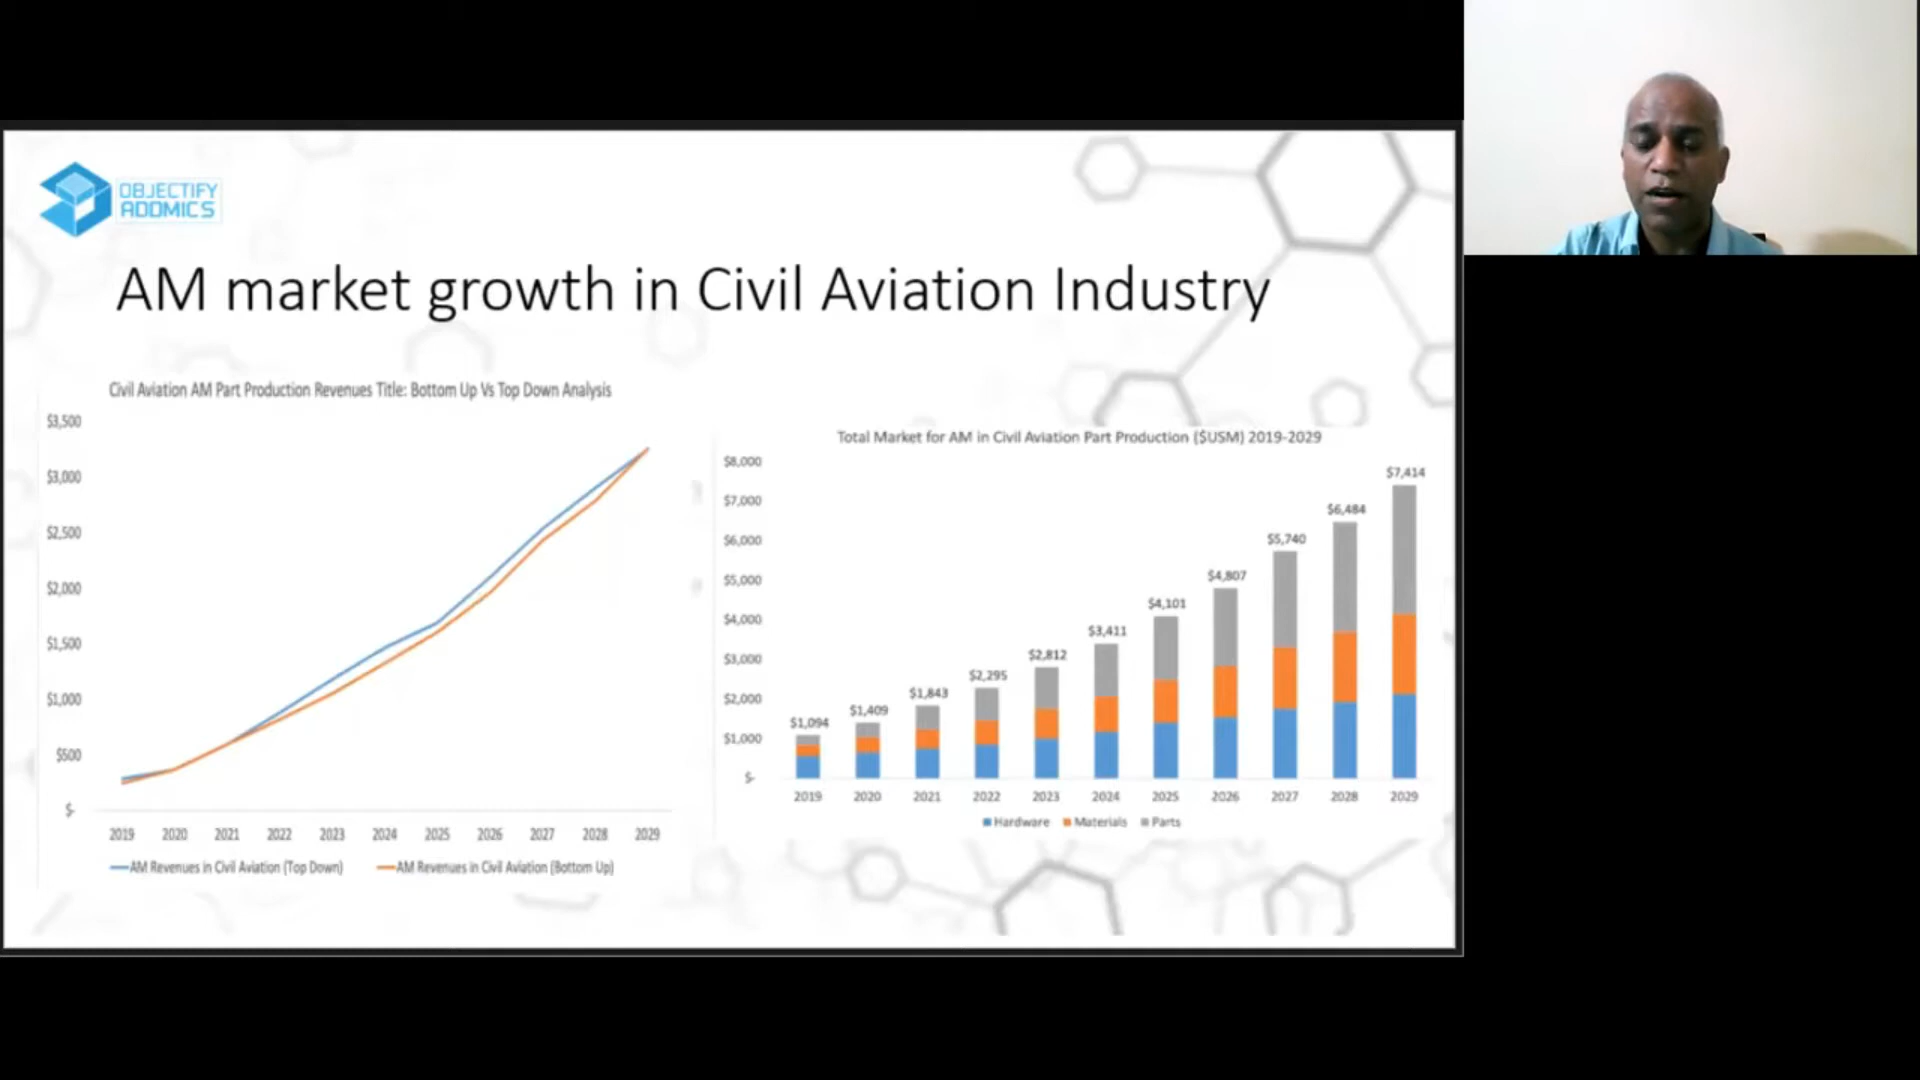 OBJECTIFY
ADDMICS
AM market growth in Civil Aviation Industry
Civil Aviation AM Part Production Revenues Title: Bottom Up Vs Top Down Analysis
$3,500
$3,000
$2,500
$2,000
$1,500
$1,000
$500
$-
2019 2020 2021 2022 2023 2024 2025 2026 2027 2028 2029
AM Revenues in Civil Aviation (Top Down) AM Revenues in Civil Aviation (Bottom Up)
Total Market for AM in Civil Aviation Part Production ($USM) 2019-2029
$8,000
$7,000
$6,000
$5,000
$4,000
$3,000
$2,000
$1,000
$-
$1,094 $1,409 $1,843 $2,295 $2,812 $3,411 $4,101 $4,807 $5,740 $6,484 $7,414
2019 2020 2021 2022 2023 2024 2025 2026 2027 2028 2029
Hardware Materials Parts